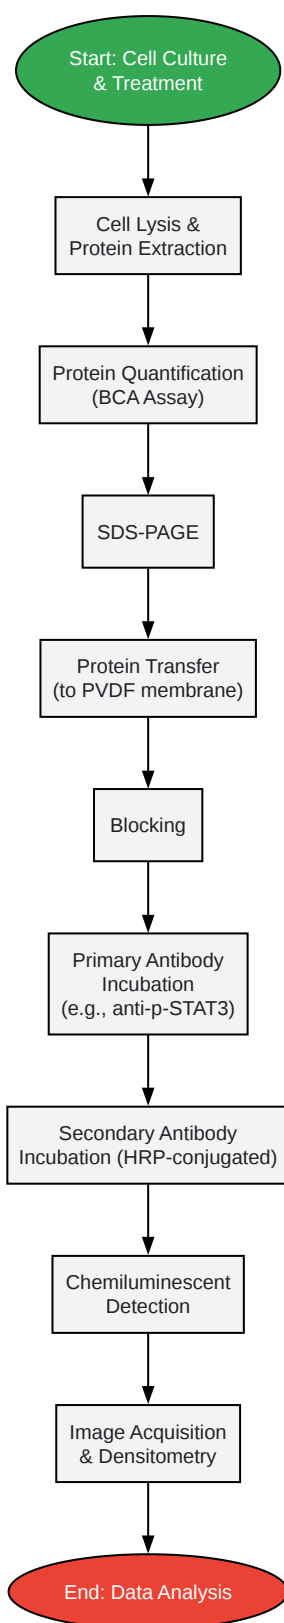 Start: Cell Culture
& Treatment
Cell Lysis &
Protein Extraction
Protein Quantification
(BCA Assay)
SDS-PAGE
Protein Transfer
(to PVDF membrane)
Blocking
Primary Antibody
Incubation
(e.g., anti-p-STAT3)
Secondary Antibody
Incubation (HRP-conjugated)
Chemiluminescent
Detection
Image Acquisition
& Densitometry
End: Data Analysis